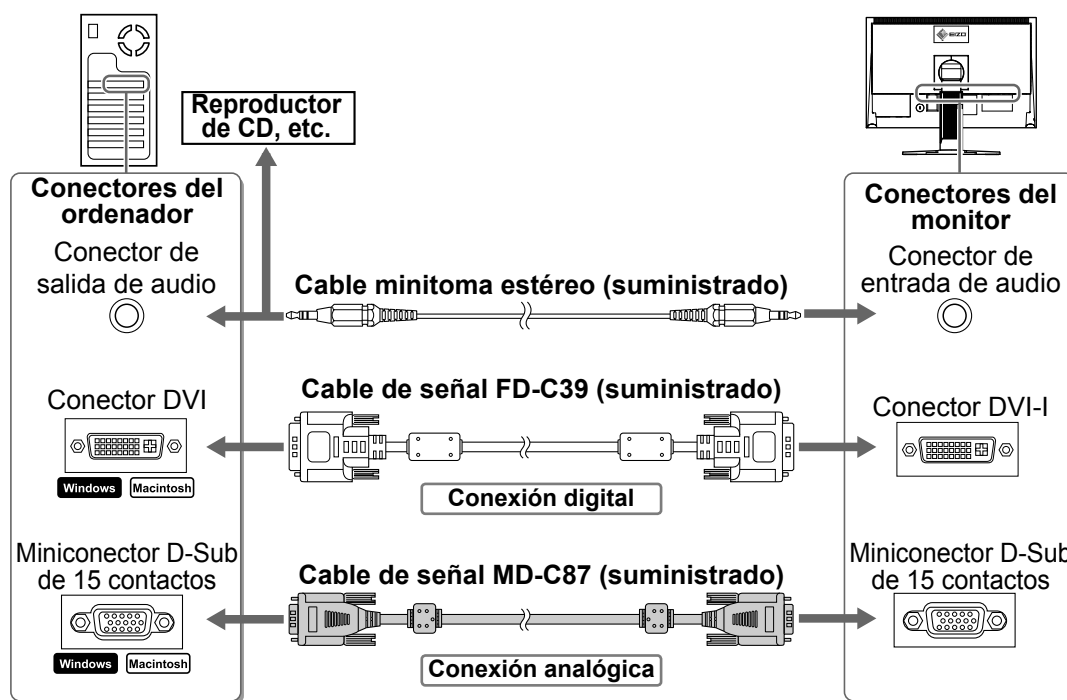 EIZO
Reproductor
de CD, etc.
Conectores del
ordenador
Conector de
salida de audio
Conectores del
monitor
Conector de
entrada de audio
Cable minitoma estéreo (suministrado)
Cable de señal FD-C39 (suministrado)
Conector DVI
Windows Macintosh
Conector DVI-I
Conexión digital
Miniconector D-Sub
de 15 contactos
Windows Macintosh
Cable de señal MD-C87 (suministrado)
Miniconector D-Sub
de 15 contactos
Conexión analógica